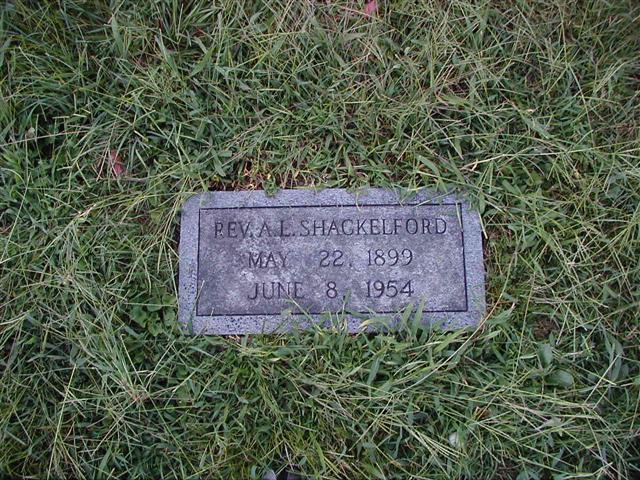 REV. A. L. SHACKELFORD
MAY 22, 1899
JUNE 8, 1954